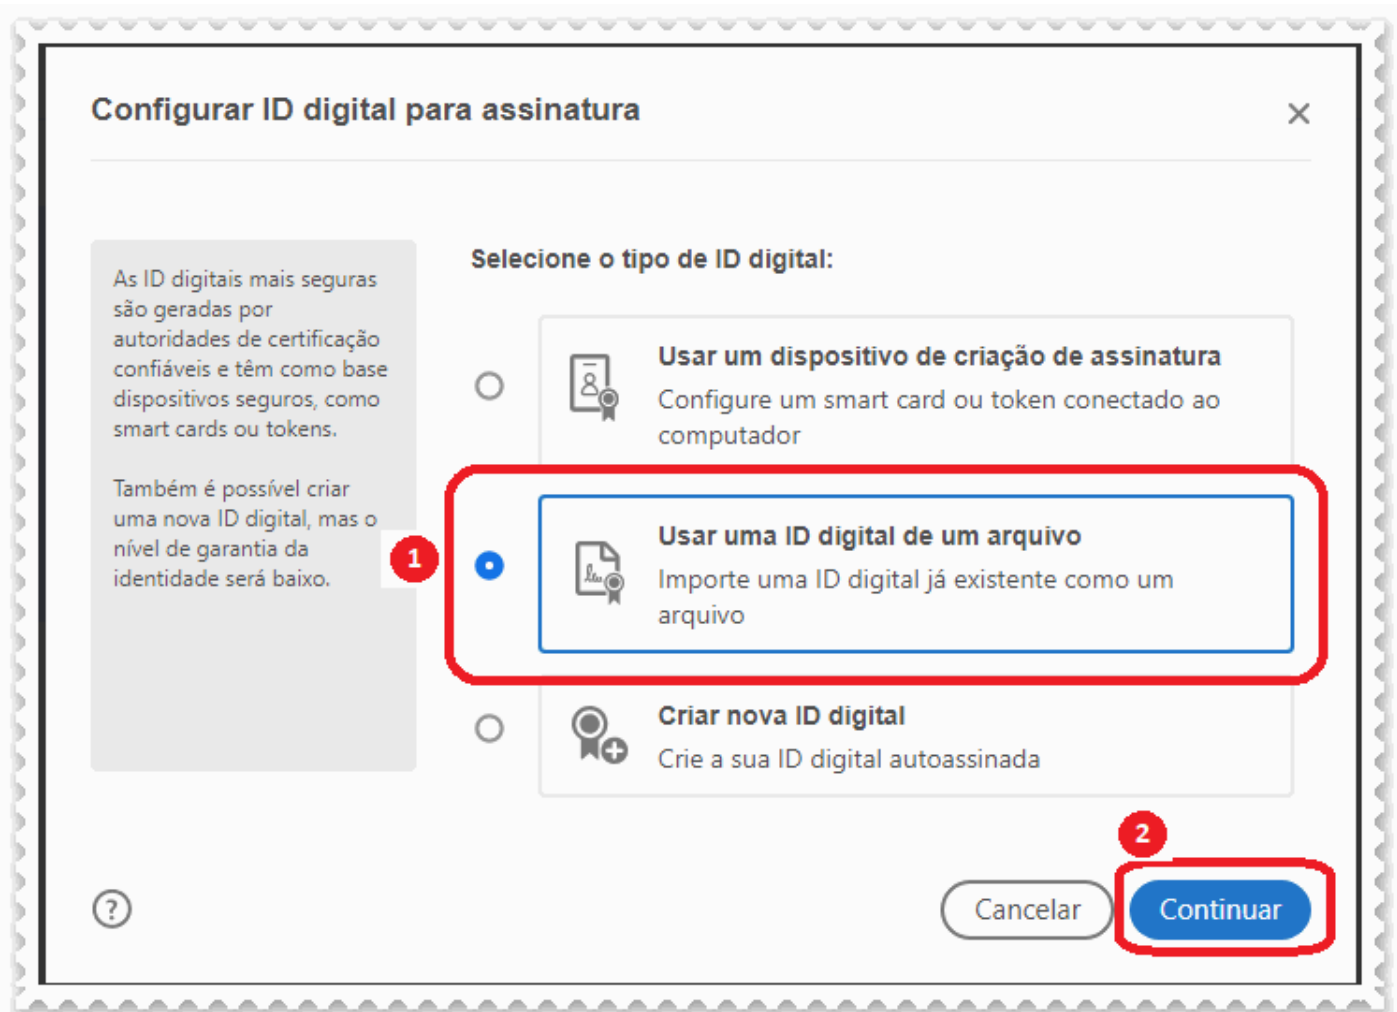 Configurar ID digital para assinatura
As ID digitais mais seguras
são geradas por
autoridades de certificação
confiáveis e têm como base
dispositivos seguros, como
smart cards ou tokens.
Também é possível criar
uma nova ID digital, mas o
nível de garantia da
identidade será baixo.
Selecione o tipo de ID digital:
Usar um dispositivo de criação de assinatura
Configure um smart card ou token conectado ao
computador
1
Usar uma ID digital de um arquivo
Importe uma ID digital já existente como um
arquivo
Criar nova ID digital
Crie a sua ID digital autoassinada
2
?
Cancelar
Continuar